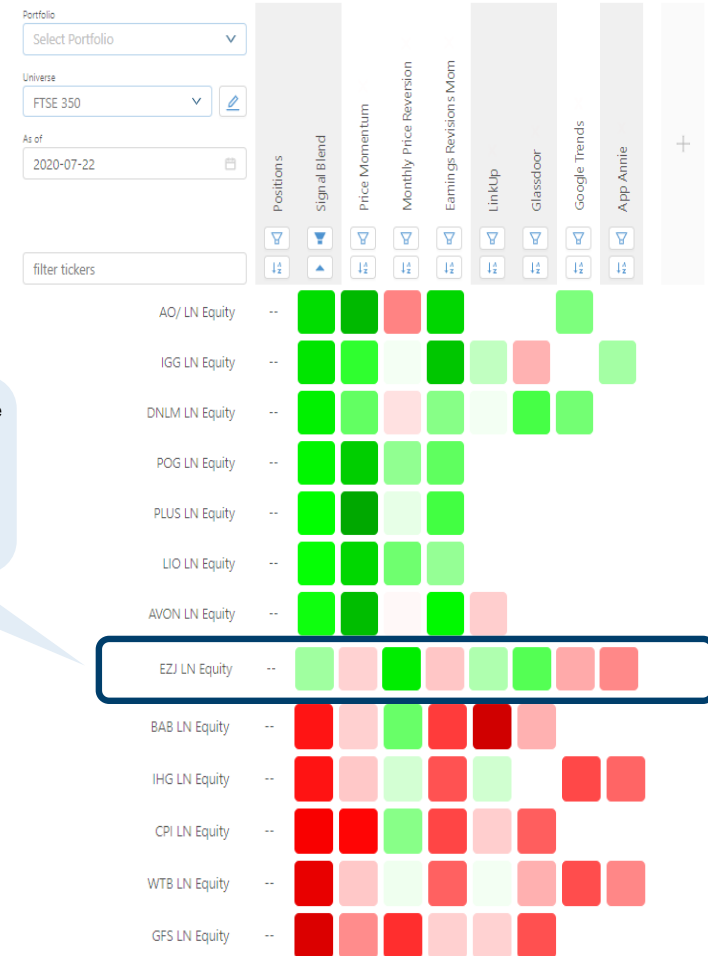 Portfolio
Select Portfolio
Universe
FTSE 350
As of
2020-07-22
filter tickers
Positions
Signal Blend
Price Momentum
Monthly Price Reversion
Earnings Revisions Mom
LinkUp
Glassdoor
Google Trends
App Annie
+
AO/ LN Equity --
IGG LN Equity --
DNLM LN Equity --
POG LN Equity --
PLUS LN Equity --
LIO LN Equity --
AVON LN Equity --
EZJ LN Equity --
BAB LN Equity --
IHG LN Equity --
CPI LN Equity --
WTB LN Equity --
GFS LN Equity --